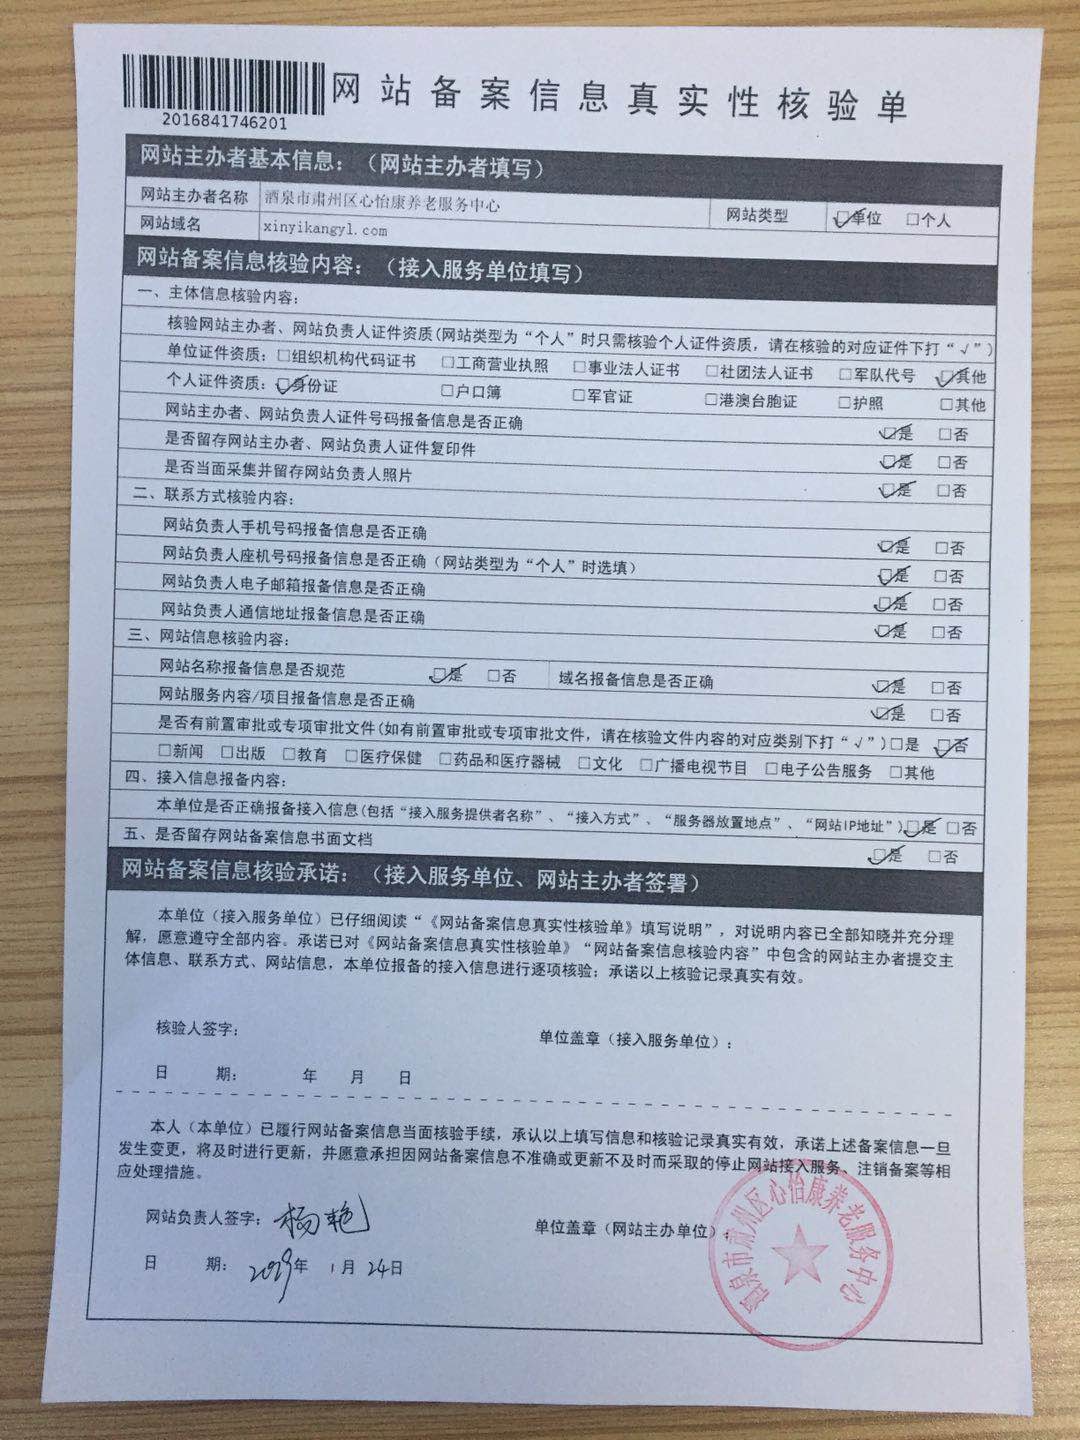 网站备案信息真实性核验单
2016841746201
网站主办者基本信息：（网站主办者填写）
网站主办者名称 酒泉市肃州区心怡康养老服务中心 网站类型 □单位 □个人
网站域名 xinyikangyl.com
网站备案信息核验内容：（接入服务单位填写）
一、主体信息核验内容：
核验网站主办者、网站负责人证件资质(网站类型为“个人”时只需核验个人证件资质，请在核验的对应证件下打“√”)
单位证件资质：□组织机构代码证书 □工商营业执照 □事业法人证书 □社团法人证书 □军队代号 □其他
个人证件资质：□身份证 □户口簿 □军官证 □港澳台胞证 □护照 □其他
网站主办者、网站负责人证件号码报备信息是否正确 □是 □否
是否留存网站主办者、网站负责人证件复印件 □是 □否
是否当面采集并留存网站负责人照片 □是 □否
二、联系方式核验内容：
网站负责人手机号码报备信息是否正确 □是 □否
网站负责人座机号码报备信息是否正确（网站类型为“个人”时选填） □是 □否
网站负责人电子邮箱报备信息是否正确 □是 □否
网站负责人通信地址报备信息是否正确 □是 □否
三、网站信息核验内容：
网站名称报备信息是否规范 □是 □否 域名报备信息是否正确 □是 □否
网站服务内容/项目报备信息是否正确 □是 □否
是否有前置审批或专项审批文件(如有前置审批或专项审批文件，请在核验文件内容的对应类别下打“√”)□是 □否
□新闻 □出版 □教育 □医疗保健 □药品和医疗器械 □文化 □广播电视节目 □电子公告服务 □其他
四、接入信息报备内容：
本单位是否正确报备接入信息(包括“接入服务提供者名称”、“接入方式”、“服务器放置地点”、“网站IP地址”)□是 □否
五、是否留存网站备案信息书面文档 □是 □否
网站备案信息核验承诺：（接入服务单位、网站主办者签署）
本单位（接入服务单位）已仔细阅读“《网站备案信息真实性核验单》填写说明”，对说明内容已全部知晓并充分理
解，愿意遵守全部内容。承诺已对《网站备案信息真实性核验单》“网站备案信息核验内容”中包含的网站主办者提交主
体信息、联系方式、网站信息，本单位报备的接入信息进行逐项核验；承诺以上核验记录真实有效。
核验人签字： 单位盖章（接入服务单位）：
日 期： 年 月 日
本人（本单位）已履行网站备案信息当面核验手续，承认以上填写信息和核验记录真实有效，承诺上述备案信息一旦
发生变更，将及时进行更新，并愿意承担因网站备案信息不准确或更新不及时而采取的停止网站接入服务、注销备案等相
应处理措施。
网站负责人签字：杨艳 单位盖章（网站主办单位）：
日 期： 年 1月 24日
酒泉市肃州区心怡康养老服务中心